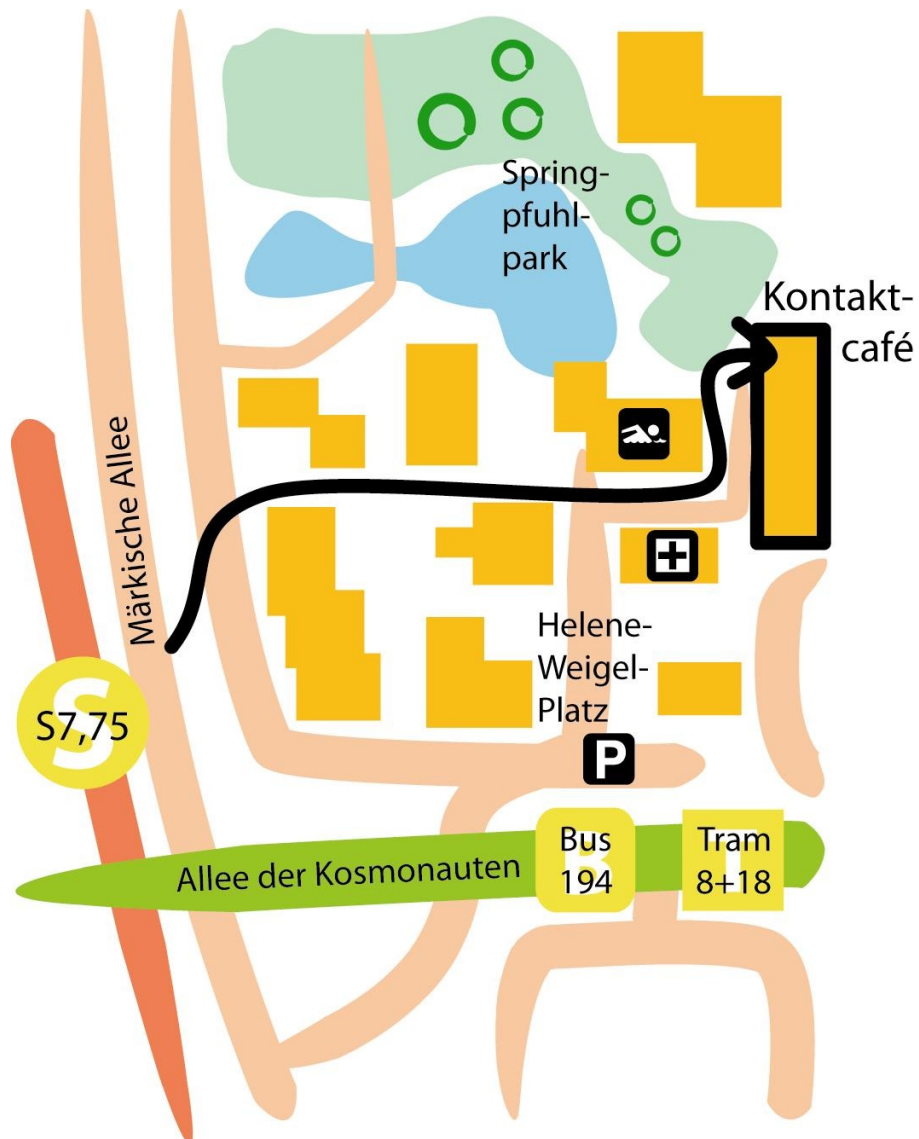 Spring-
pfuhl-
park
Kontakt-
café
Märkische Allee
Helene-
Weigel-
Platz
S
S7,75
P
Allee der Kosmonauten
B
Bus
194
T
Tram
8+18